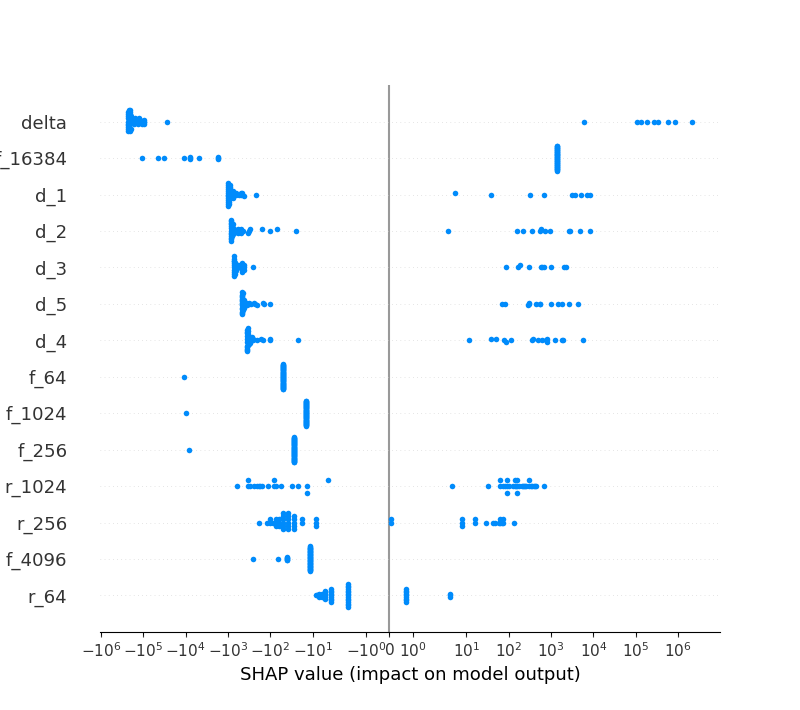 delta
f_16384
d_1
d_2
d_3
d_5
d_4
f_64
f_1024
f_256
r_1024
r_256
f_4096
r_64
−10⁶ −10⁵ −10⁴ −10³ −10² −10¹ −10⁰ 0 10⁰ 10¹ 10² 10³ 10⁴ 10⁵ 10⁶
SHAP value (impact on model output)